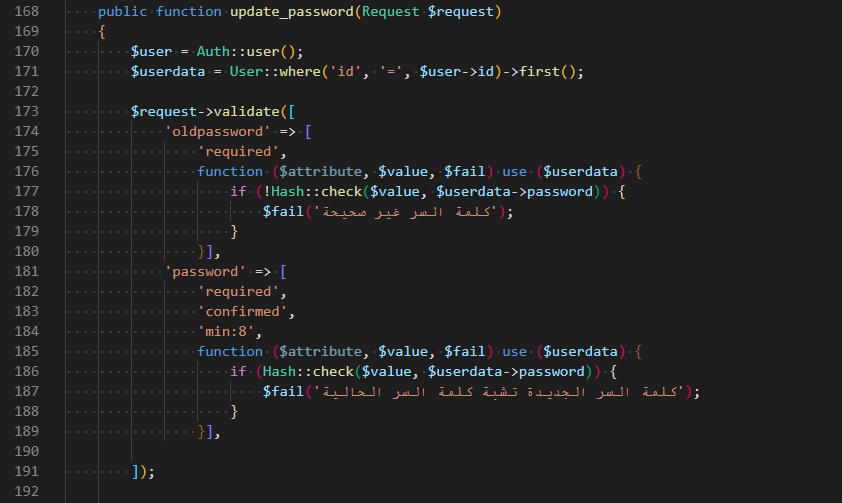 168 public function update_password(Request $request)
169 {
170 $user = Auth::user();
171 $userdata = User::where('id', '=', $user->id)->first();
172
173 $request->validate([
174 'oldpassword' => [
175 'required',
176 function ($attribute, $value, $fail) use ($userdata) {
177 if (!Hash::check($value, $userdata->password)) {
178 $fail('كلمة السر غير صحيحة');
179 }
180 }],
181 'password' => [
182 'required',
183 'confirmed',
184 'min:8',
185 function ($attribute, $value, $fail) use ($userdata) {
186 if (Hash::check($value, $userdata->password)) {
187 $fail('كلمة السر الجديدة تشبة كلمة السر الحالية');
188 }
189 }],
190
191 ]);
192